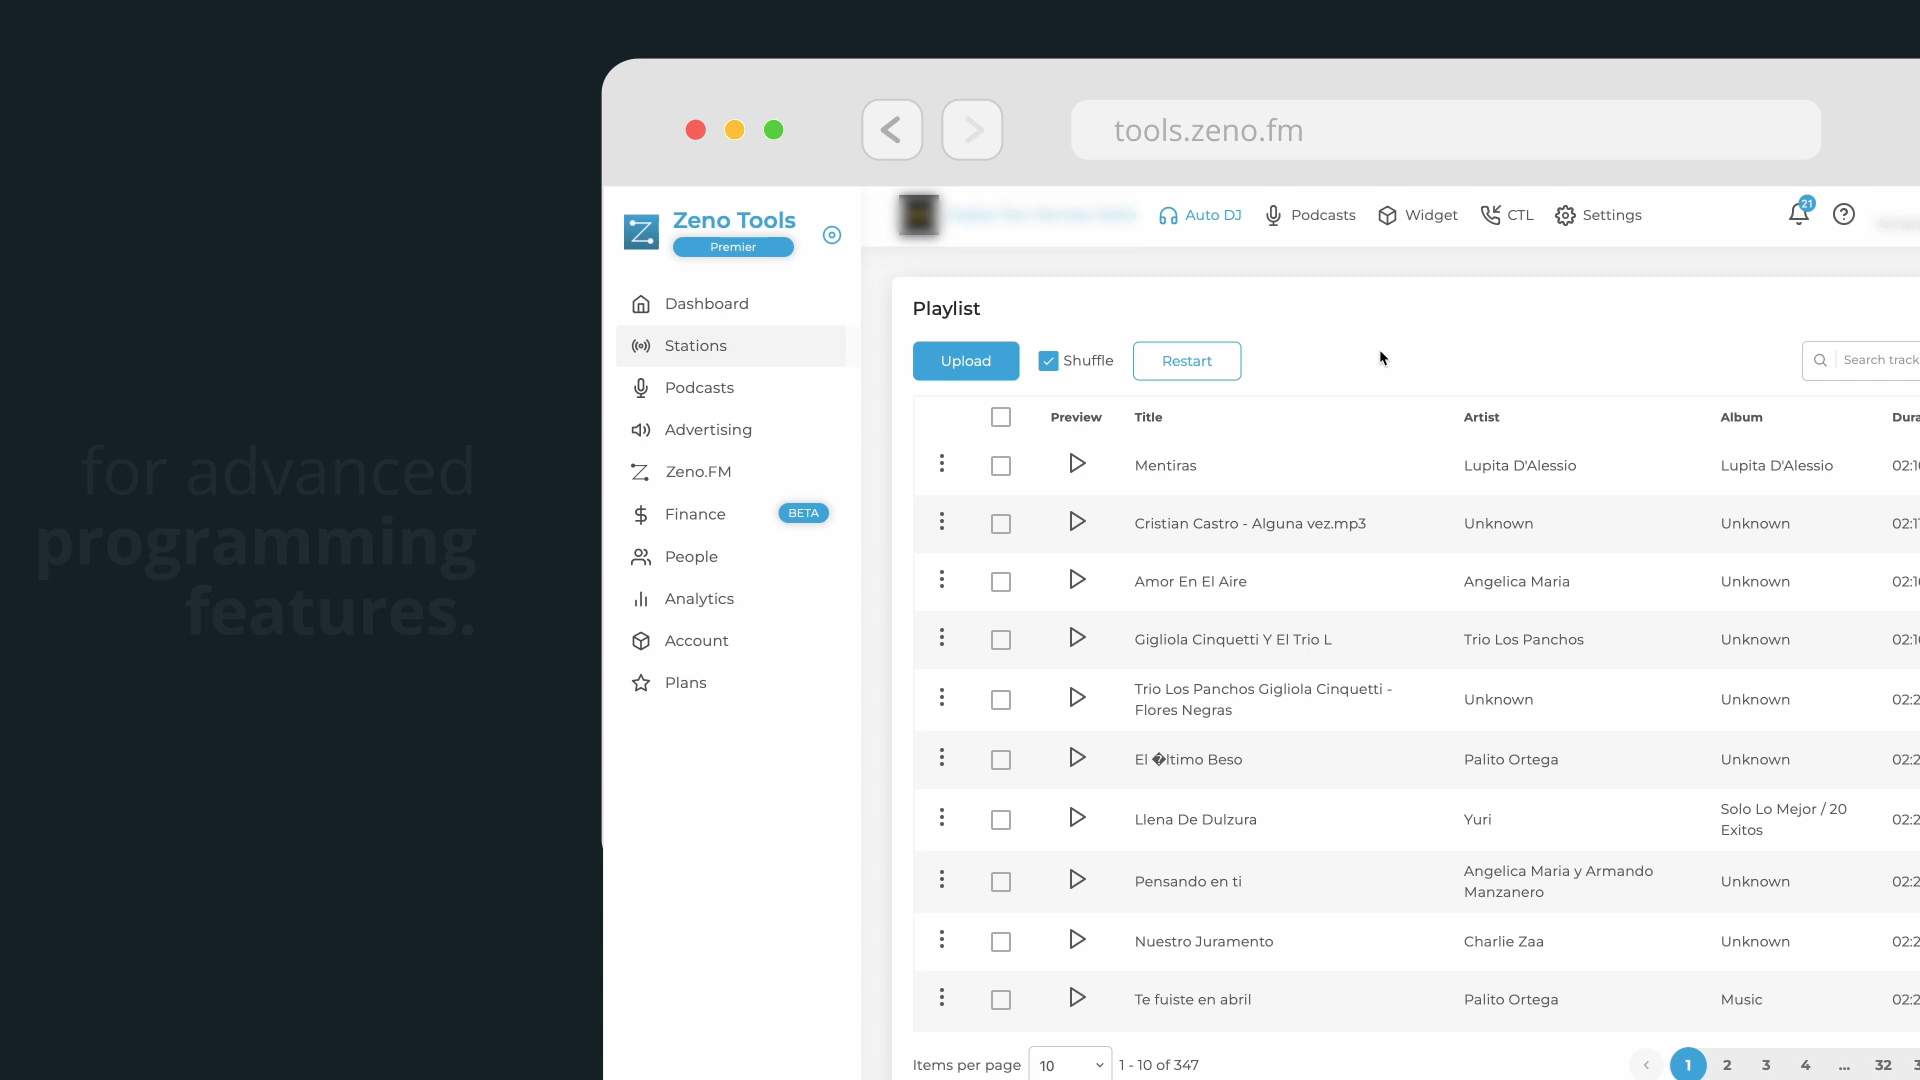 tools.zeno.fm
Zeno Tools
Premier
Auto DJ
Podcasts
Widget
CTL
Settings
21
Dashboard
Stations
Podcasts
Advertising
Zeno.FM
Finance
BETA
People
Analytics
Account
Plans
for advanced
programming
features.
Playlist
Upload
Shuffle
Restart
Search track
Preview Title Artist Album
Mentiras Lupita D'Alessio Lupita D'Alessio
Cristian Castro - Alguna vez.mp3 Unknown Unknown
Amor En El Aire Angelica Maria Unknown
Gigliola Cinquetti Y El Trio L Trio Los Panchos Unknown
Trio Los Panchos Gigliola Cinquetti -
Flores Negras
Unknown Unknown
El �ltimo Beso Palito Ortega Unknown
Llena De Dulzura Yuri
Solo Lo Mejor / 20
Exitos
Pensando en ti
Angelica Maria y Armando
Manzanero
Unknown
Nuestro Juramento Charlie Zaa Unknown
Te fuiste en abril Palito Ortega Music
Items per page 10 1 - 10 of 347
1 2 3 4 ... 32